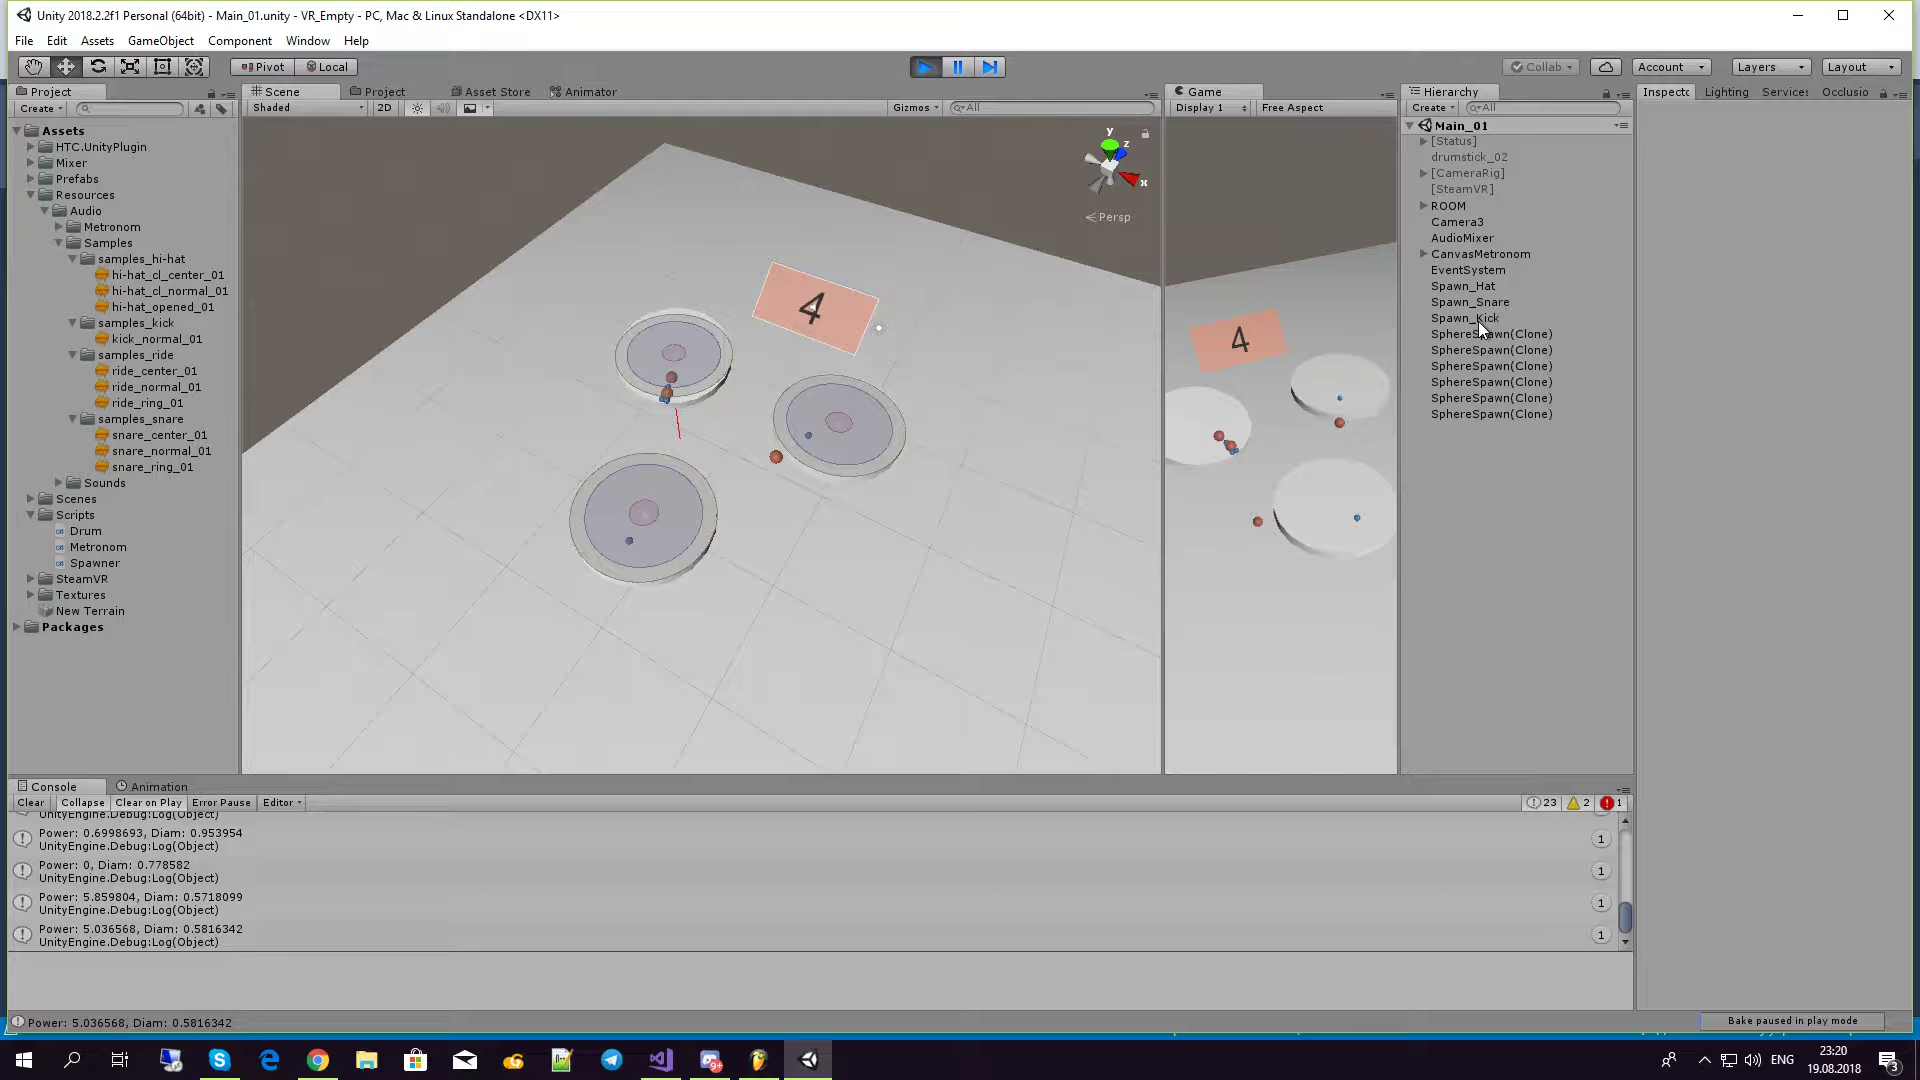 Unity 2018.2.2f1 Personal (64bit) - Main_01.unity - VR_Empty - PC, Mac & Linux Standalone <DX11>
File Edit Assets GameObject Component Window Help
Pivot Local Collab Account Layers Layout
Project
Create
Assets
HTC.UnityPlugin
Mixer
Prefabs
Resources
Audio
Metronom
Samples
samples_hi-hat
hi-hat_cl_center_01
hi-hat_cl_normal_01
hi-hat_opened_01
samples_kick
kick_normal_01
samples_ride
ride_center_01
ride_normal_01
ride_ring_01
samples_snare
snare_center_01
snare_normal_01
snare_ring_01
Sounds
Scenes
Scripts
Drum
Metronom
Spawner
SteamVR
Textures
New Terrain
Packages
Scene Project Asset Store Animator
Shaded 2D Gizmos All
y
z
x
Persp
4
Game
Display 1 Free Aspect
4
Hierarchy
Create All
Main_01
[Status]
drumstick_02
[CameraRig]
[SteamVR]
ROOM
Camera3
AudioMixer
CanvasMetronom
EventSystem
Spawn_Hat
Spawn_Snare
Spawn_Kick
SphereSpawn(Clone)
SphereSpawn(Clone)
SphereSpawn(Clone)
SphereSpawn(Clone)
SphereSpawn(Clone)
SphereSpawn(Clone)
Inspecto Lighting Services Occlusio
Console Animation
Clear Collapse Clear on Play Error Pause Editor 23 2 1
UnityEngine.Debug:Log(Object)
Power: 0.6998693, Diam: 0.953954
UnityEngine.Debug:Log(Object)
1
Power: 0, Diam: 0.778582
UnityEngine.Debug:Log(Object)
1
Power: 5.859804, Diam: 0.5718099
UnityEngine.Debug:Log(Object)
1
Power: 5.036568, Diam: 0.5816342
UnityEngine.Debug:Log(Object)
1
Power: 5.036568, Diam: 0.5816342
Bake paused in play mode
9+
ENG
23:20
19.08.2018
3